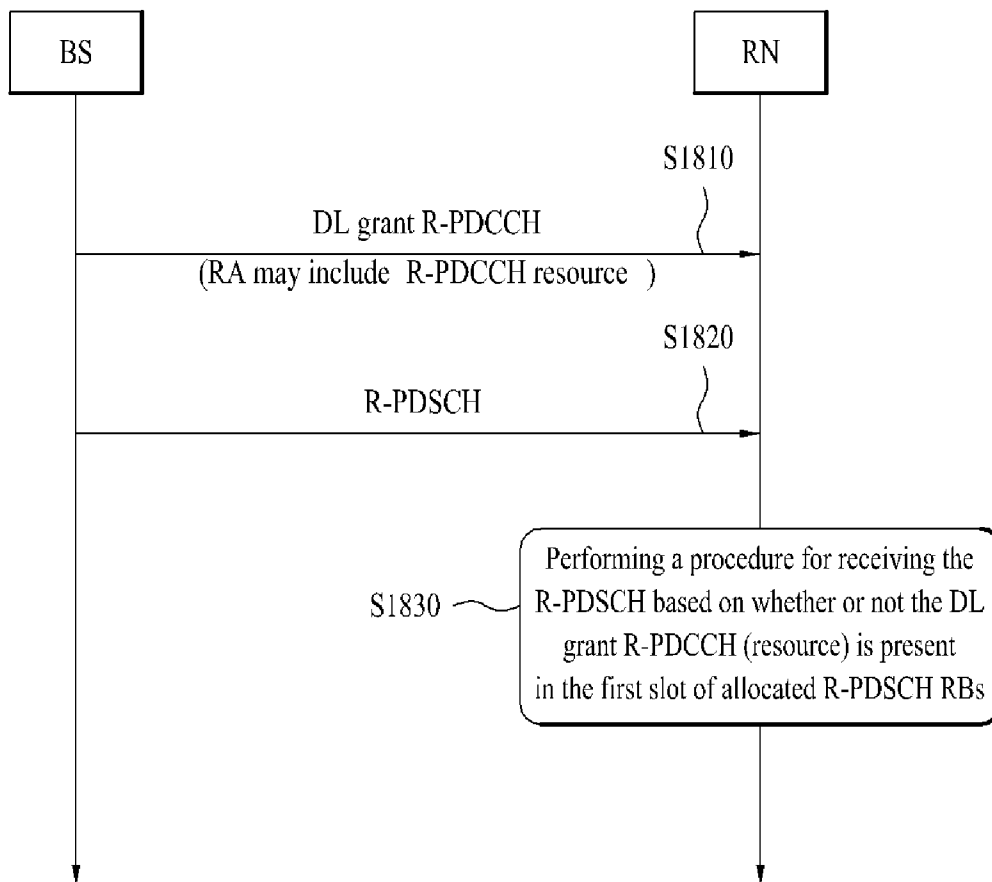 BS
RN
S1810
DL grant R-PDCCH
(RA may include R-PDCCH resource )
S1820
R-PDSCH
S1830
Performing a procedure for receiving the
R-PDSCH based on whether or not the DL
grant R-PDCCH (resource) is present
in the first slot of allocated R-PDSCH RBs